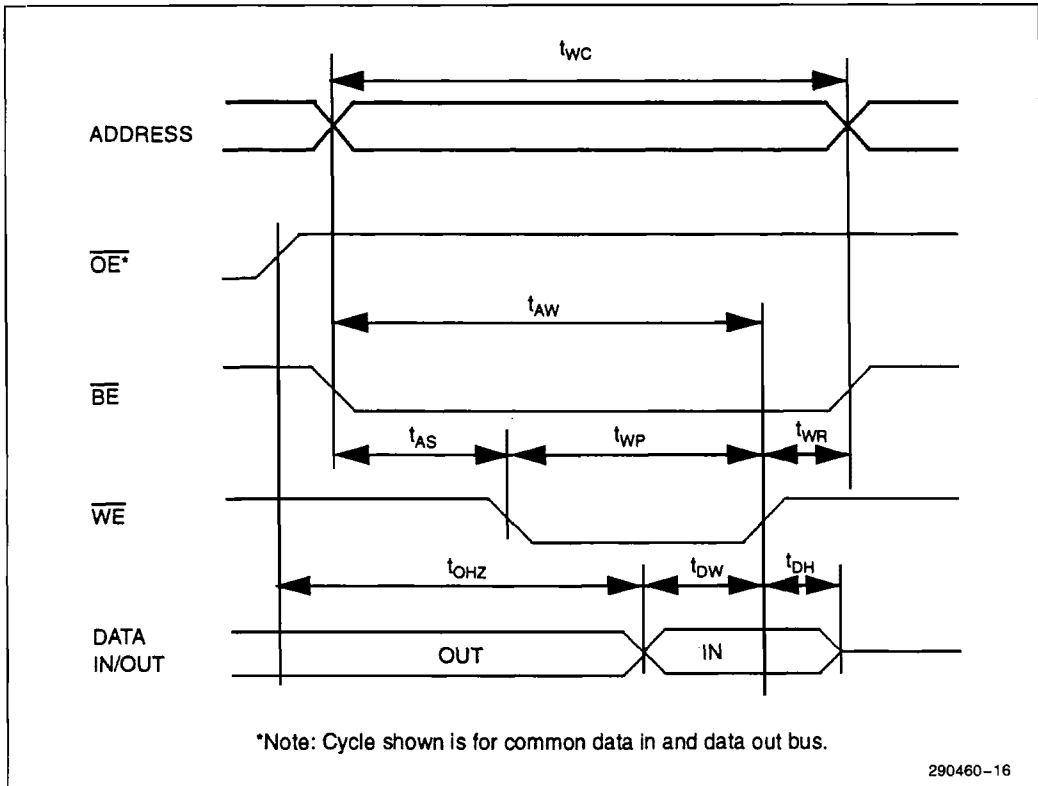 tWC
ADDRESS
OE*
tAW
BE
tAS tWP tWR
WE
tOHZ tDW tDH
DATA
IN/OUT
OUT IN
*Note: Cycle shown is for common data in and data out bus.
290460-16